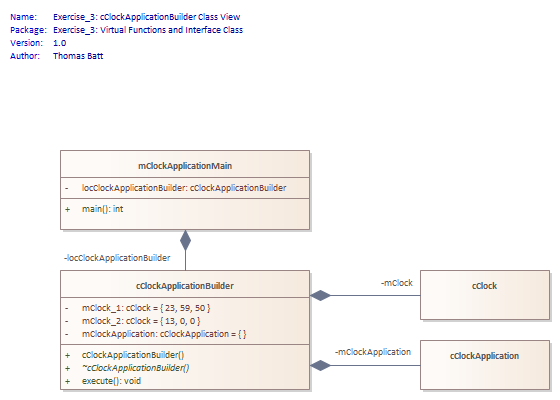 Name: Exercise_3: cClockApplicationBuilder Class View
Package: Exercise_3: Virtual Functions and Interface Class
Version: 1.0
Author: Thomas Batt
mClockApplicationMain
- locClockApplicationBuilder: cClockApplicationBuilder
+ main(): int
-locClockApplicationBuilder
cClockApplicationBuilder
- mClock_1: cClock = { 23, 59, 50 }
- mClock_2: cClock = { 13, 0, 0 }
- mClockApplication: cClockApplication = { }
+ cClockApplicationBuilder()
+ ~cClockApplicationBuilder()
+ execute(): void
-mClock
cClock
-mClockApplication
cClockApplication